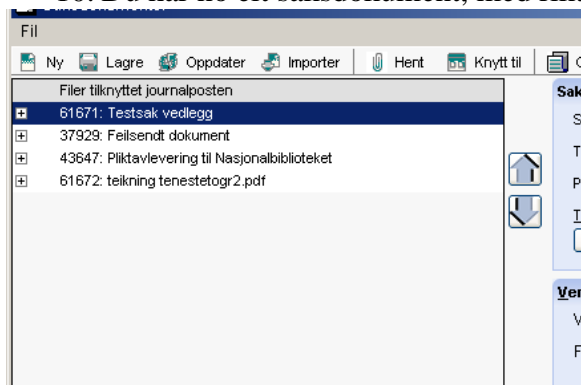 Fil
Ny Lagre Oppdater Importer Hent Knytt til
Filer tilknyttet journalposten
61671: Testsak vedlegg
37929: Feilsendt dokument
43647: Pliktavlevering til Nasjonalbiblioteket
61672: teikning tenestetogr2.pdf
Sak
S
T
P
T
Ver
V
F